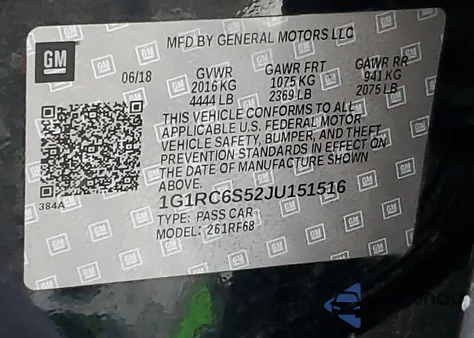 GM
MFD BY GENERAL MOTORS LLC
06/18 GVWR GAWR FRT GAWR RR
2016 KG 1075 KG 941 KG
4444 LB 2369 LB 2075 LB
THIS VEHICLE CONFORMS TO ALL
APPLICABLE U.S. FEDERAL MOTOR
VEHICLE SAFETY, BUMPER, AND THEFT
PREVENTION STANDARDS IN EFFECT ON
THE DATE OF MANUFACTURE SHOWN
ABOVE.
384A
1G1RC6S52JU151516
TYPE: PASS CAR
MODEL: 261RF68